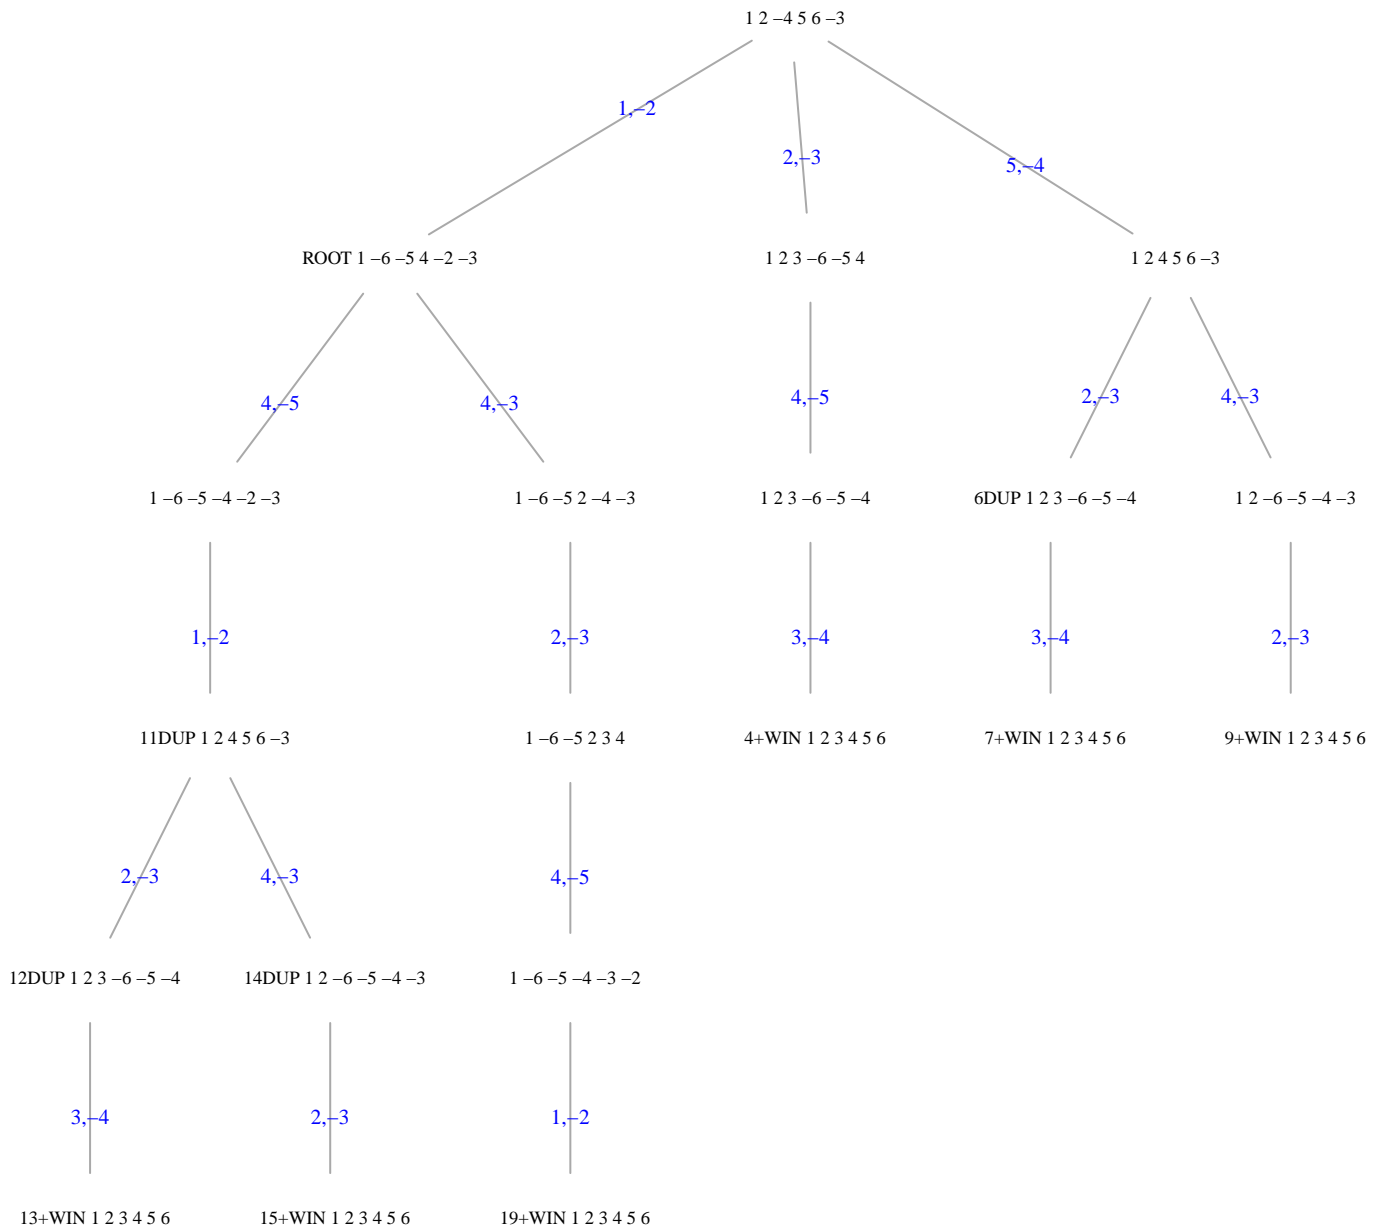 1 2 –4 5 6 –3
1,–2
2,–3
5,–4
ROOT 1 –6 –5 4 –2 –3
1 2 3 –6 –5 4
1 2 4 5 6 –3
4,–5
4,–3
4,–5
2,–3
4,–3
1 –6 –5 –4 –2 –3
1 –6 –5 2 –4 –3
1 2 3 –6 –5 –4
6DUP 1 2 3 –6 –5 –4
1 2 –6 –5 –4 –3
1,–2
2,–3
3,–4
3,–4
2,–3
11DUP 1 2 4 5 6 –3
1 –6 –5 2 3 4
4+WIN 1 2 3 4 5 6
7+WIN 1 2 3 4 5 6
9+WIN 1 2 3 4 5 6
2,–3
4,–3
4,–5
12DUP 1 2 3 –6 –5 –4
14DUP 1 2 –6 –5 –4 –3
1 –6 –5 –4 –3 –2
3,–4
2,–3
1,–2
13+WIN 1 2 3 4 5 6
15+WIN 1 2 3 4 5 6
19+WIN 1 2 3 4 5 6